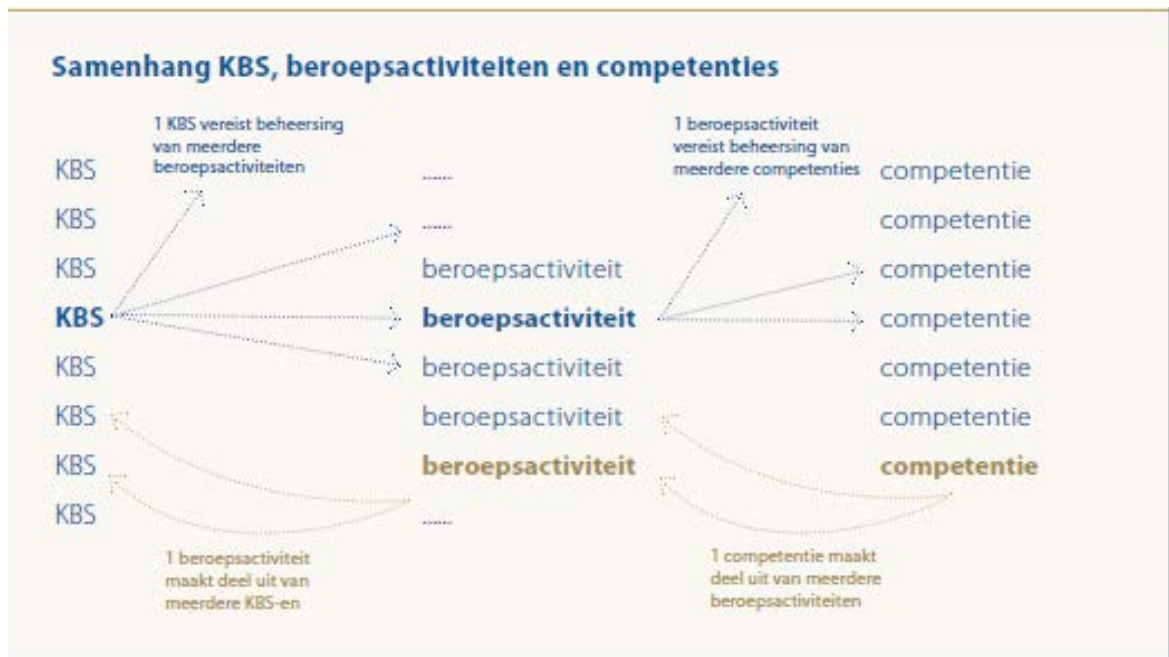 Samenhang KBS, beroepsactiviteiten en competenties
1 KBS vereist beheersing
van meerdere
beroepsactiviteiten
1 beroepsactiviteit
vereist beheersing van
meerdere competenties
KBS
......
competentie
KBS
......
competentie
KBS
beroepsactiviteit
competentie
KBS
beroepsactiviteit
competentie
KBS
beroepsactiviteit
competentie
KBS
beroepsactiviteit
competentie
KBS
beroepsactiviteit
competentie
KBS
......
1 beroepsactiviteit
maakt deel uit van
meerdere KBS-en
1 competentie maakt
deel uit van meerdere
beroepsactiviteiten